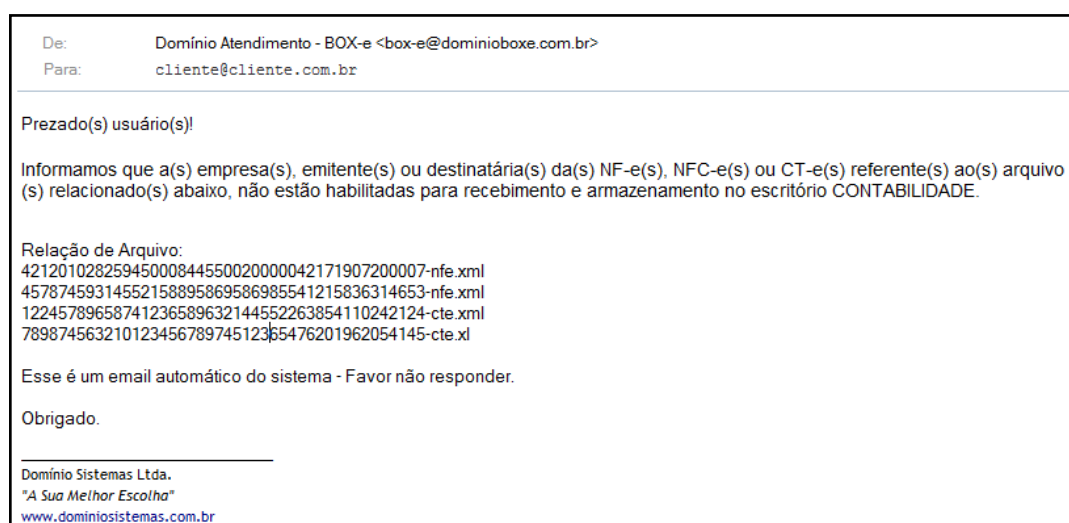 De: Domínio Atendimento - BOX-e <box-e@dominioboxe.com.br>
Para: cliente@cliente.com.br
Prezado(s) usuário(s)!
Informamos que a(s) empresa(s), emitente(s) ou destinatária(s) da(s) NF-e(s), NFC-e(s) ou CT-e(s) referente(s) ao(s) arquivo
(s) relacionado(s) abaixo, não estão habilitadas para recebimento e armazenamento no escritório CONTABILIDADE.
Relação de Arquivo:
42120102825945000844550020000042171907200007-nfe.xml
45787459314552158895869586985541215836314653-nfe.xml
12245789658741236589632144552263854110242124-cte.xml
78987456321012345678974512365476201962054145-cte.xl
Esse é um email automático do sistema - Favor não responder.
Obrigado.
Domínio Sistemas Ltda.
"A Sua Melhor Escolha"
www.dominiosistemas.com.br